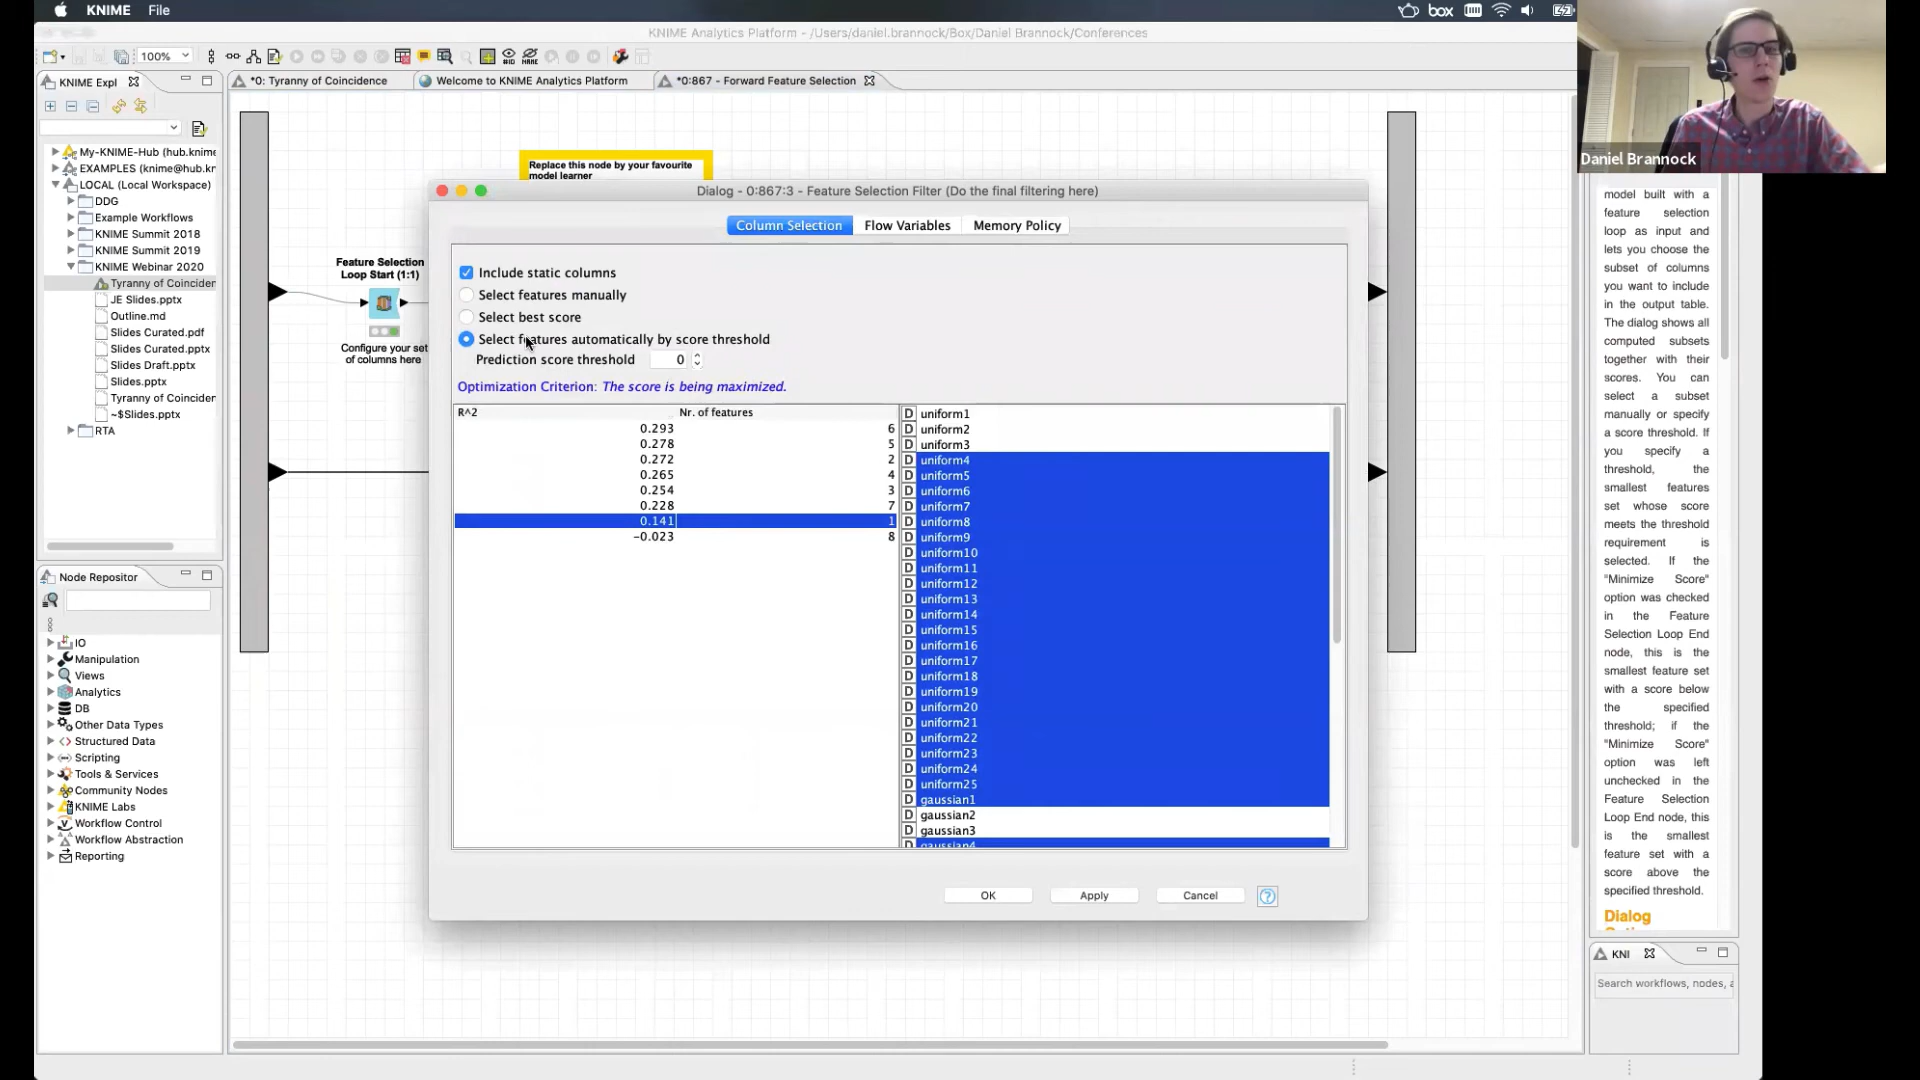 KNIME File
box
KNIME Analytics Platform - /Users/daniel.brannock/Box/Daniel Brannock/Conferences
100%
KNIME Expl
*0: Tyranny of Coincidence
Welcome to KNIME Analytics Platform
*0:867 - Forward Feature Selection
My-KNIME-Hub (hub.knime
EXAMPLES (knime@hub.kn
LOCAL (Local Workspace)
DDG
Example Workflows
KNIME Summit 2018
KNIME Summit 2019
KNIME Webinar 2020
Tyranny of Coinciden
JE Slides.pptx
Outline.md
Slides Curated.pdf
Slides Curated.pptx
Slides Draft.pptx
Slides.pptx
Tyranny of Coinciden
~$Slides.pptx
RTA
Node Repositor
IO
Manipulation
Views
Analytics
DB
Other Data Types
Structured Data
Scripting
Tools & Services
Community Nodes
KNIME Labs
Workflow Control
Workflow Abstraction
Reporting
Replace this node by your favourite
model learner
Feature Selection
Loop Start (1:1)
Configure your set
of columns here
Dialog - 0:867:3 - Feature Selection Filter (Do the final filtering here)
Column Selection Flow Variables Memory Policy
Include static columns
Select features manually
Select best score
Select features automatically by score threshold
Prediction score threshold 0
Optimization Criterion: The score is being maximized.
R^2 Nr. of features
0.293 6
0.278 5
0.272 2
0.265 4
0.254 3
0.228 7
0.141 1
-0.023 8
D uniform1
D uniform2
D uniform3
D uniform4
D uniform5
D uniform6
D uniform7
D uniform8
D uniform9
D uniform10
D uniform11
D uniform12
D uniform13
D uniform14
D uniform15
D uniform16
D uniform17
D uniform18
D uniform19
D uniform20
D uniform21
D uniform22
D uniform23
D uniform24
D uniform25
D gaussian1
D gaussian2
D gaussian3
D gaussian4
OK Apply Cancel ?
Daniel Brannock
model built with a
feature selection
loop as input and
lets you choose the
subset of columns
you want to include
in the output table.
The dialog shows all
computed subsets
together with their
scores. You can
select a subset
manually or specify
a score threshold. If
you specify a
threshold, the
smallest features
set whose score
meets the threshold
requirement is
selected. If the
"Minimize Score"
option was checked
in the Feature
Selection Loop End
node, this is the
smallest feature set
with a score below
the specified
threshold; if the
"Minimize Score"
option was left
unchecked in the
Feature Selection
Loop End node, this
is the smallest
feature set with a
score above the
specified threshold.
Dialog
KNI
Search workflows, nodes, a